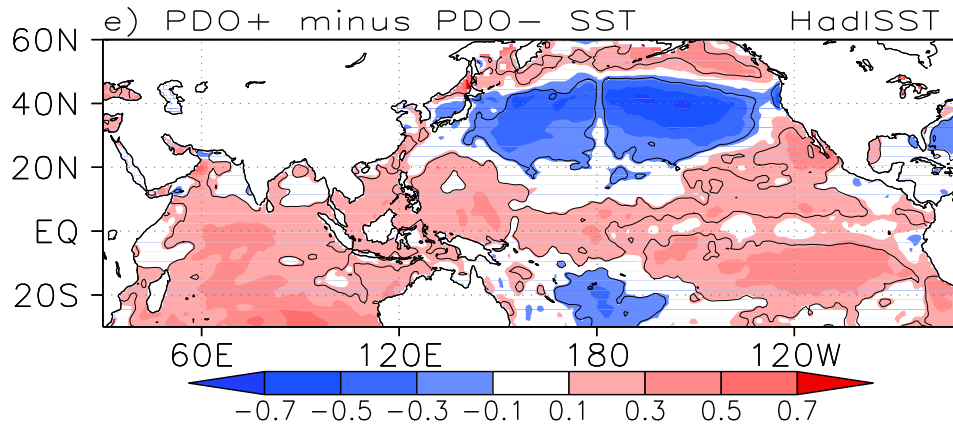 e) PDO+ minus PDO- SST HadISST
60N
40N
20N
EQ
20S
60E 120E 180 120W
-0.7 -0.5 -0.3 -0.1 0.1 0.3 0.5 0.7